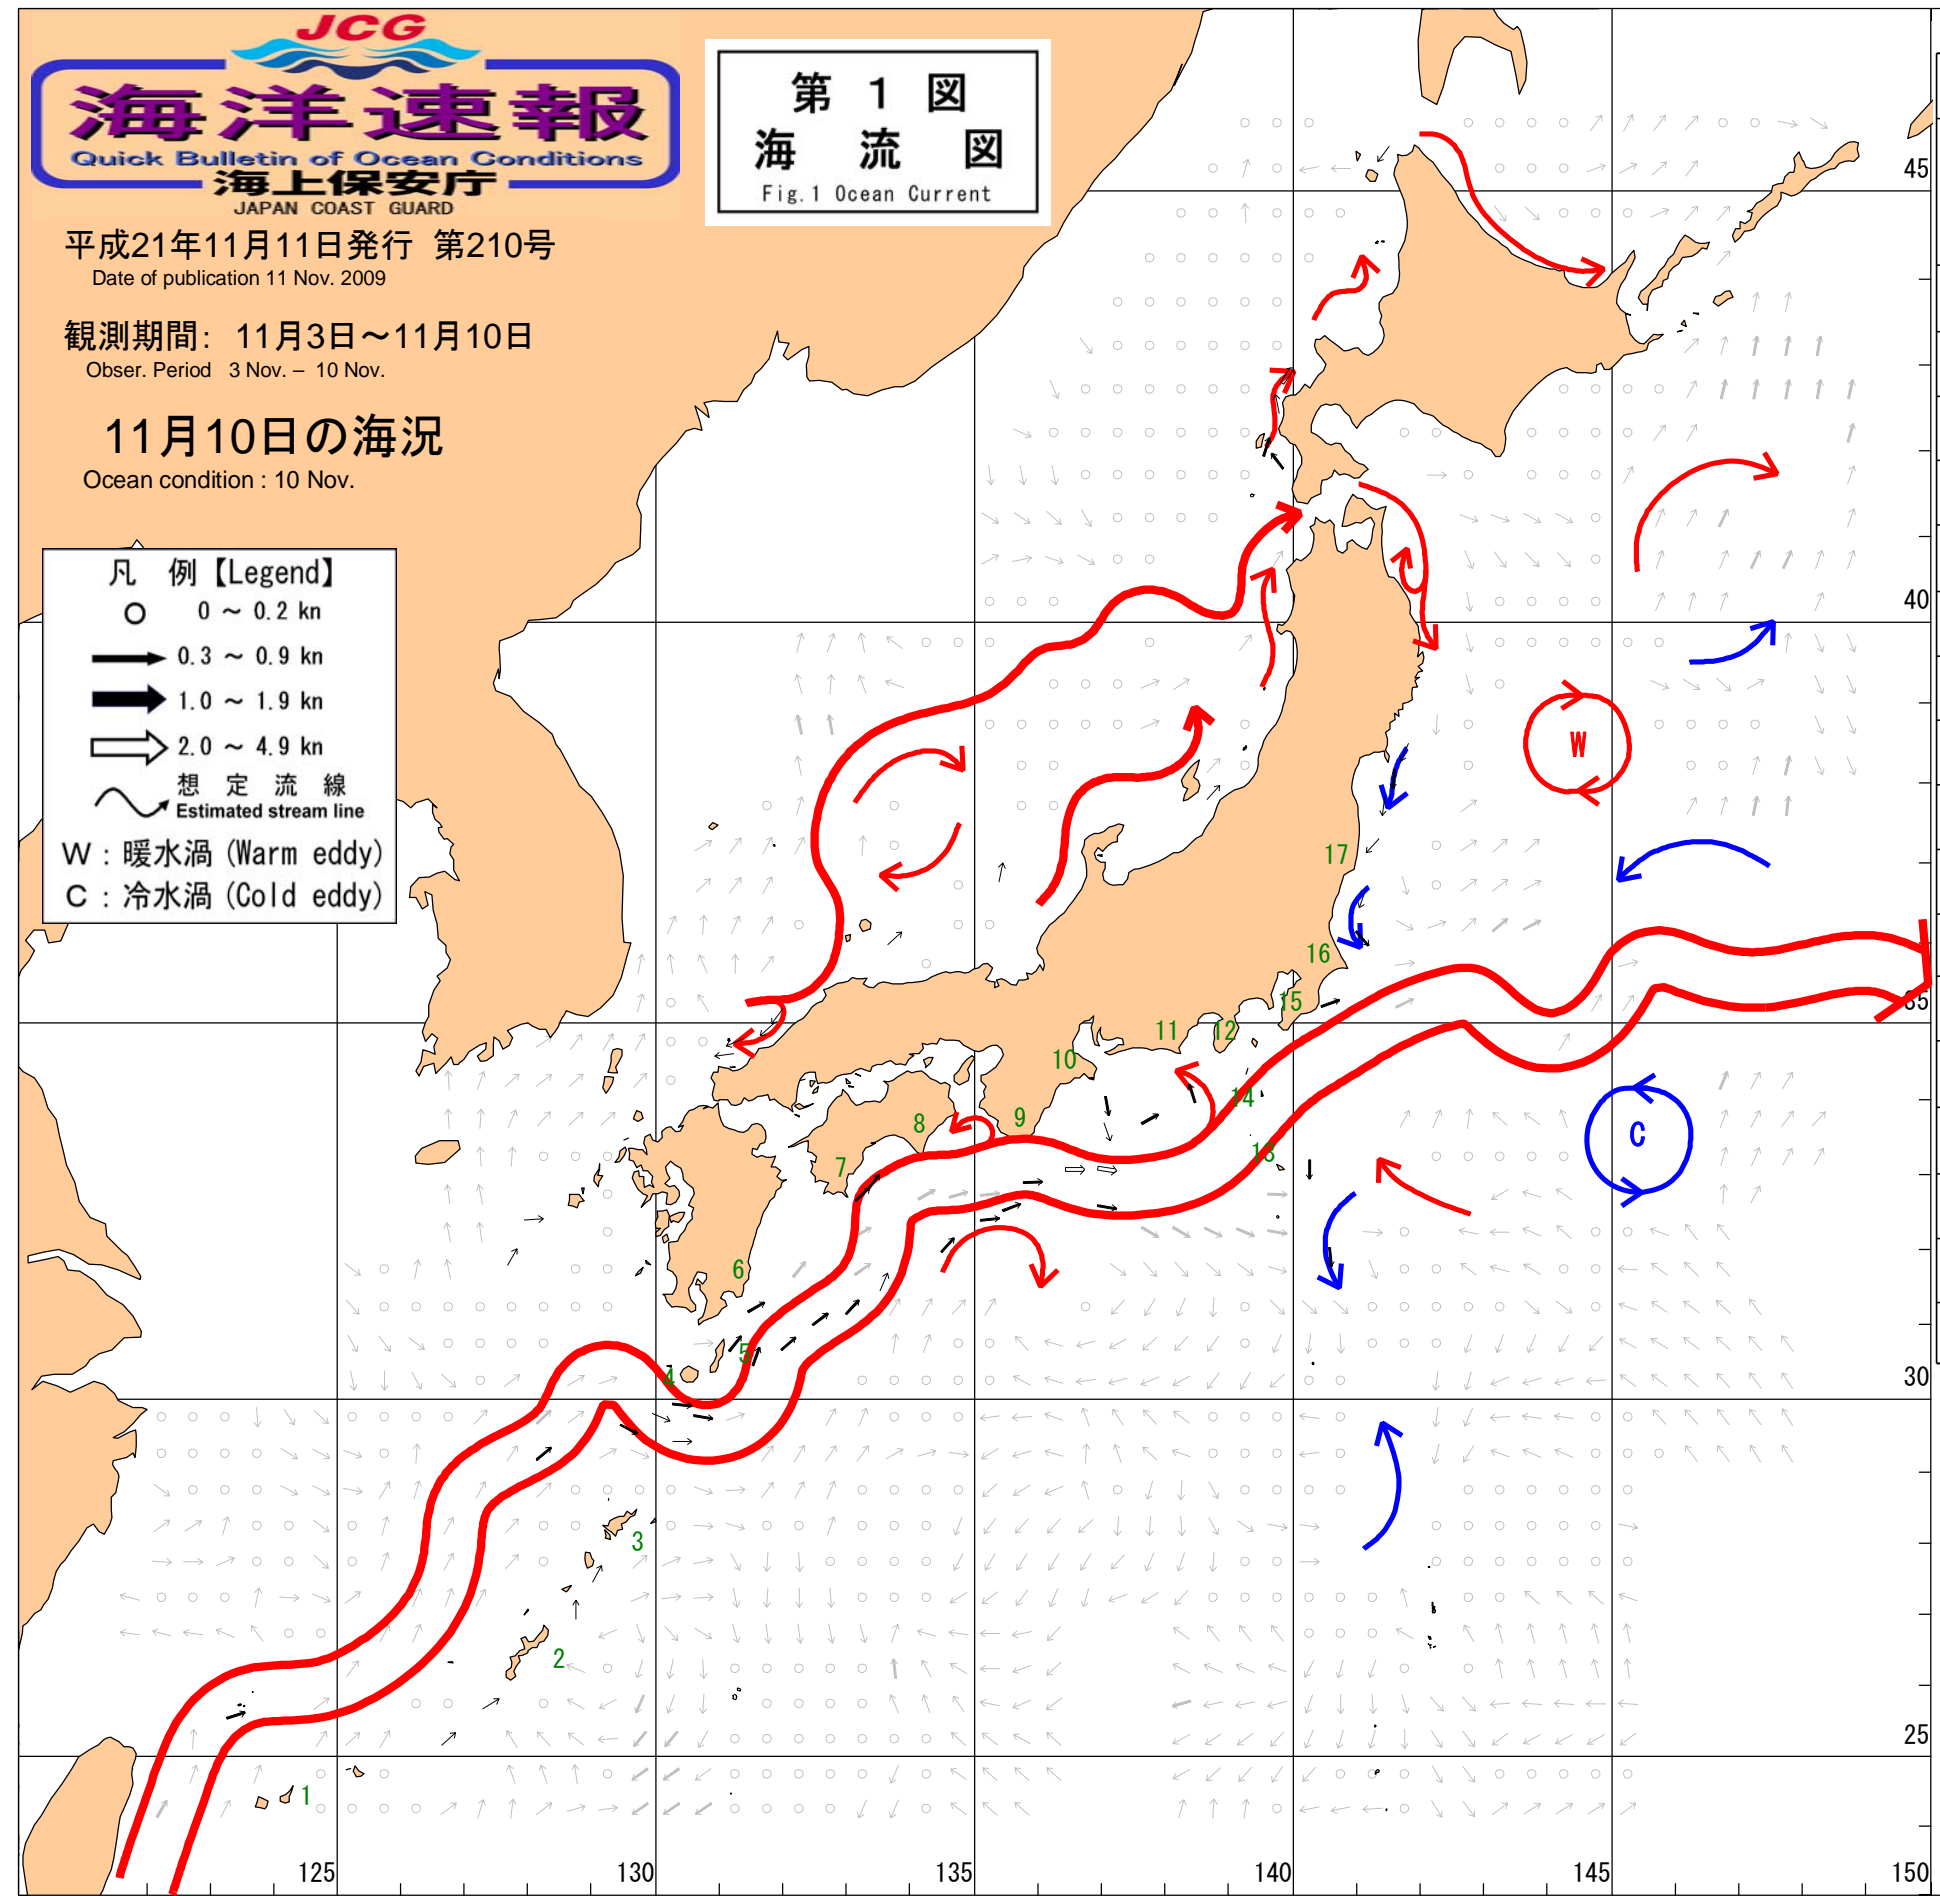 JCG
海洋速報
Quick Bulletin of Ocean Conditions
海上保安庁
JAPAN COAST GUARD
第 1 図
海 流 図
Fig.1 Ocean Current
平成21年11月11日発行 第210号
Date of publication 11 Nov. 2009
観測期間: 11月3日～11月10日
Obser. Period 3 Nov. – 10 Nov.
11月10日の海況
Ocean condition : 10 Nov.
凡 例【Legend】
0 ～ 0.2 kn
0.3 ～ 0.9 kn
1.0 ～ 1.9 kn
2.0 ～ 4.9 kn
想 定 流 線
Estimated stream line
W : 暖水渦 (Warm eddy)
C : 冷水渦 (Cold eddy)
45
40
W
17
16
15
35
11
12
10
14
9
8
C
7
13
6
5
4
30
3
2
25
1
125
130
135
140
145
150